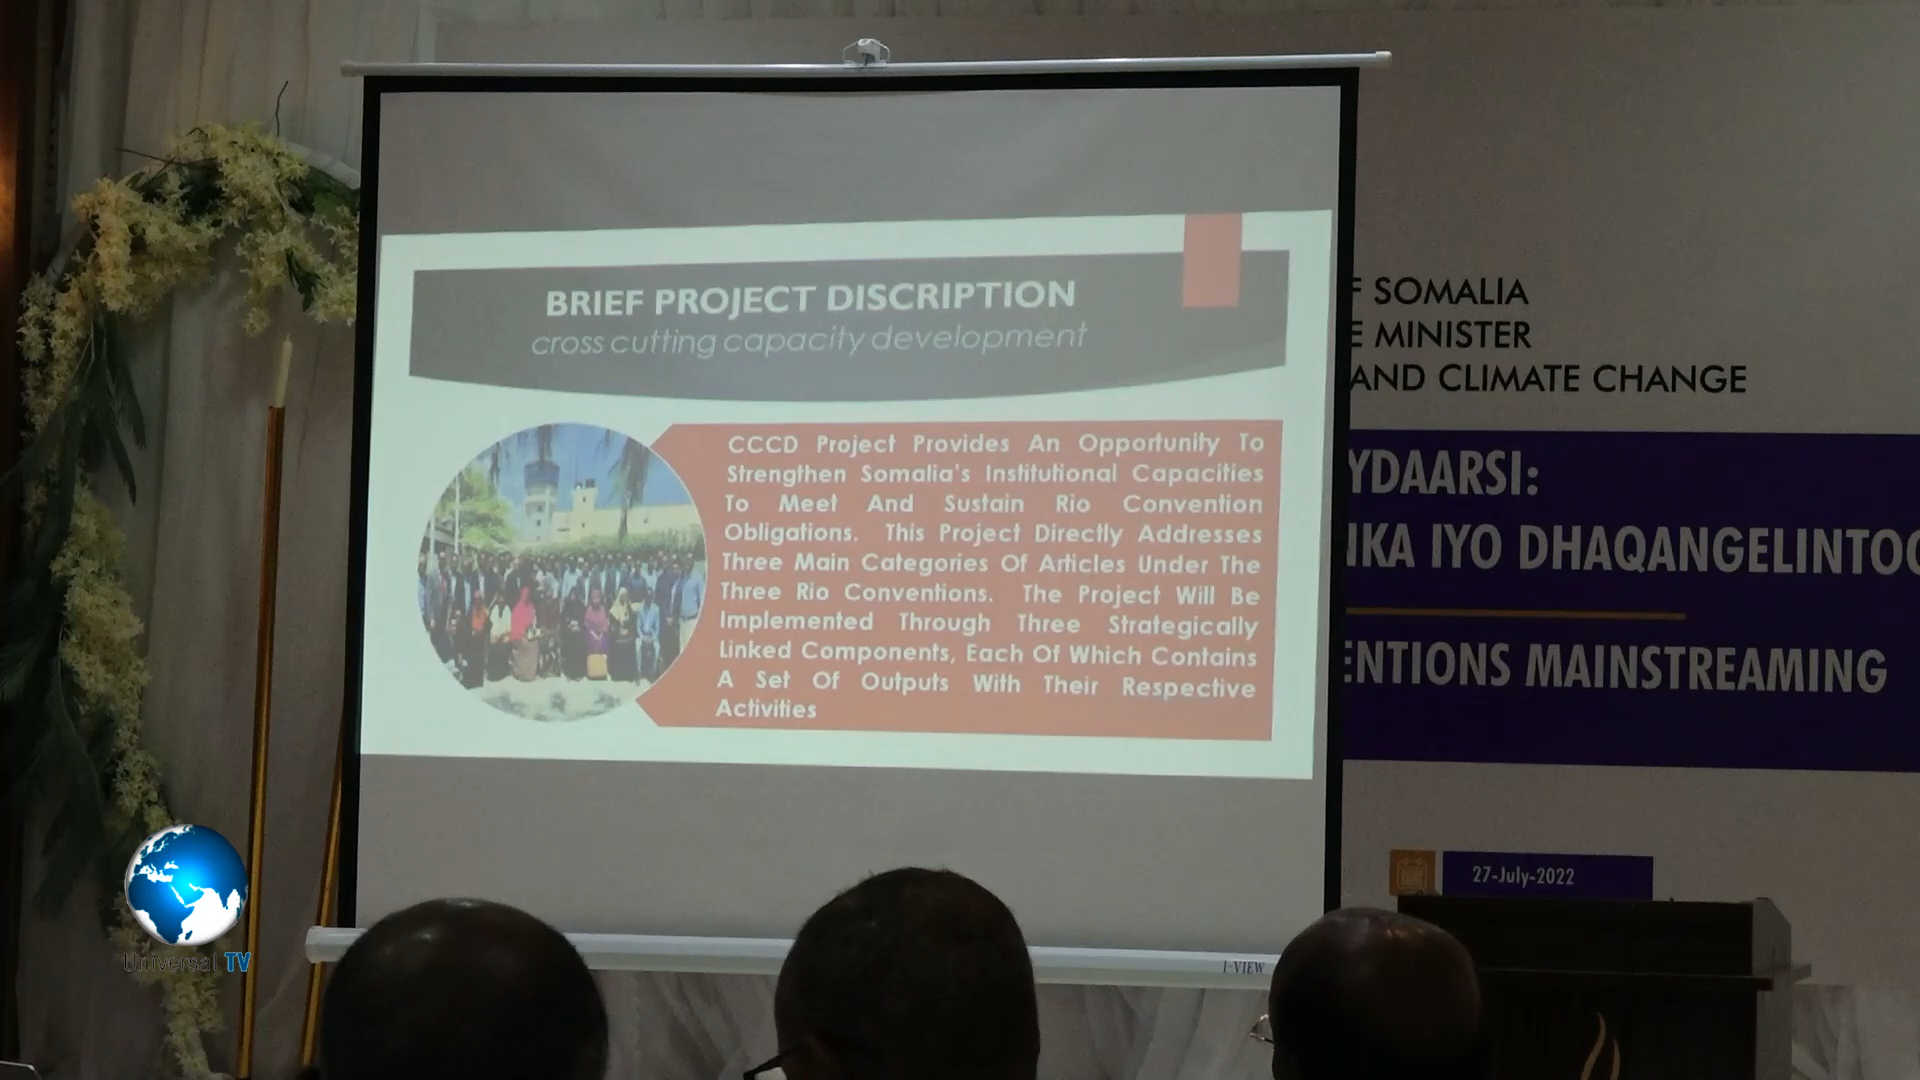 BRIEF PROJECT DISCRIPTION
cross cutting capacity development
CCCD Project Provides An Opportunity To
Strengthen Somalia's Institutional Capacities
To Meet And Sustain Rio Convention
Obligations. This Project Directly Addresses
Three Main Categories Of Articles Under The
Three Rio Conventions. The Project Will Be
Implemented Through Three Strategically
Linked Components, Each Of Which Contains
A Set Of Outputs With Their Respective
Activities
I-VIEW
SOMALIA
MINISTER
AND CLIMATE CHANGE
YDAARSI:
NKA IYO DHAQANGELINTOO
ENTIONS MAINSTREAMING
27-July-2022
Universal TV